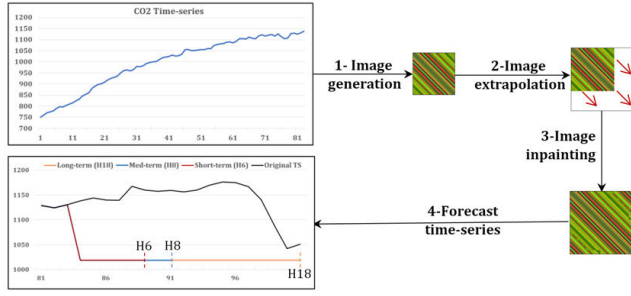 CO2 Time-series
1150
1100
1050
1000
950
900
850
800
750
700
1 11 21 31 41 51 61 71 81
1- Image
generation
2-Image
extrapolation
3-Image
inpainting
4-Forecast
time-series
Long-term (H18) Med-term (H8) Short-term (H6) Original TS
1200
1150
1100
1050
1000
H6 H8
H18
81 86 91 96